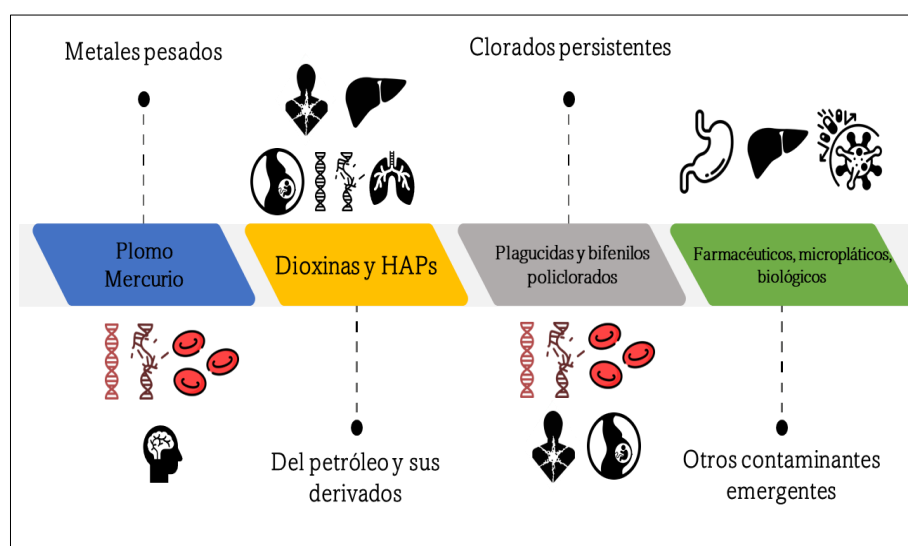 Metales pesados
Clorados persistentes
Plomo
Mercurio
Dioxinas y HAPs
Plagucidas y bifenilos
policlorados
Farmacéuticos, micropláticos,
biológicos
Del petróleo y sus
derivados
Otros contaminantes
emergentes